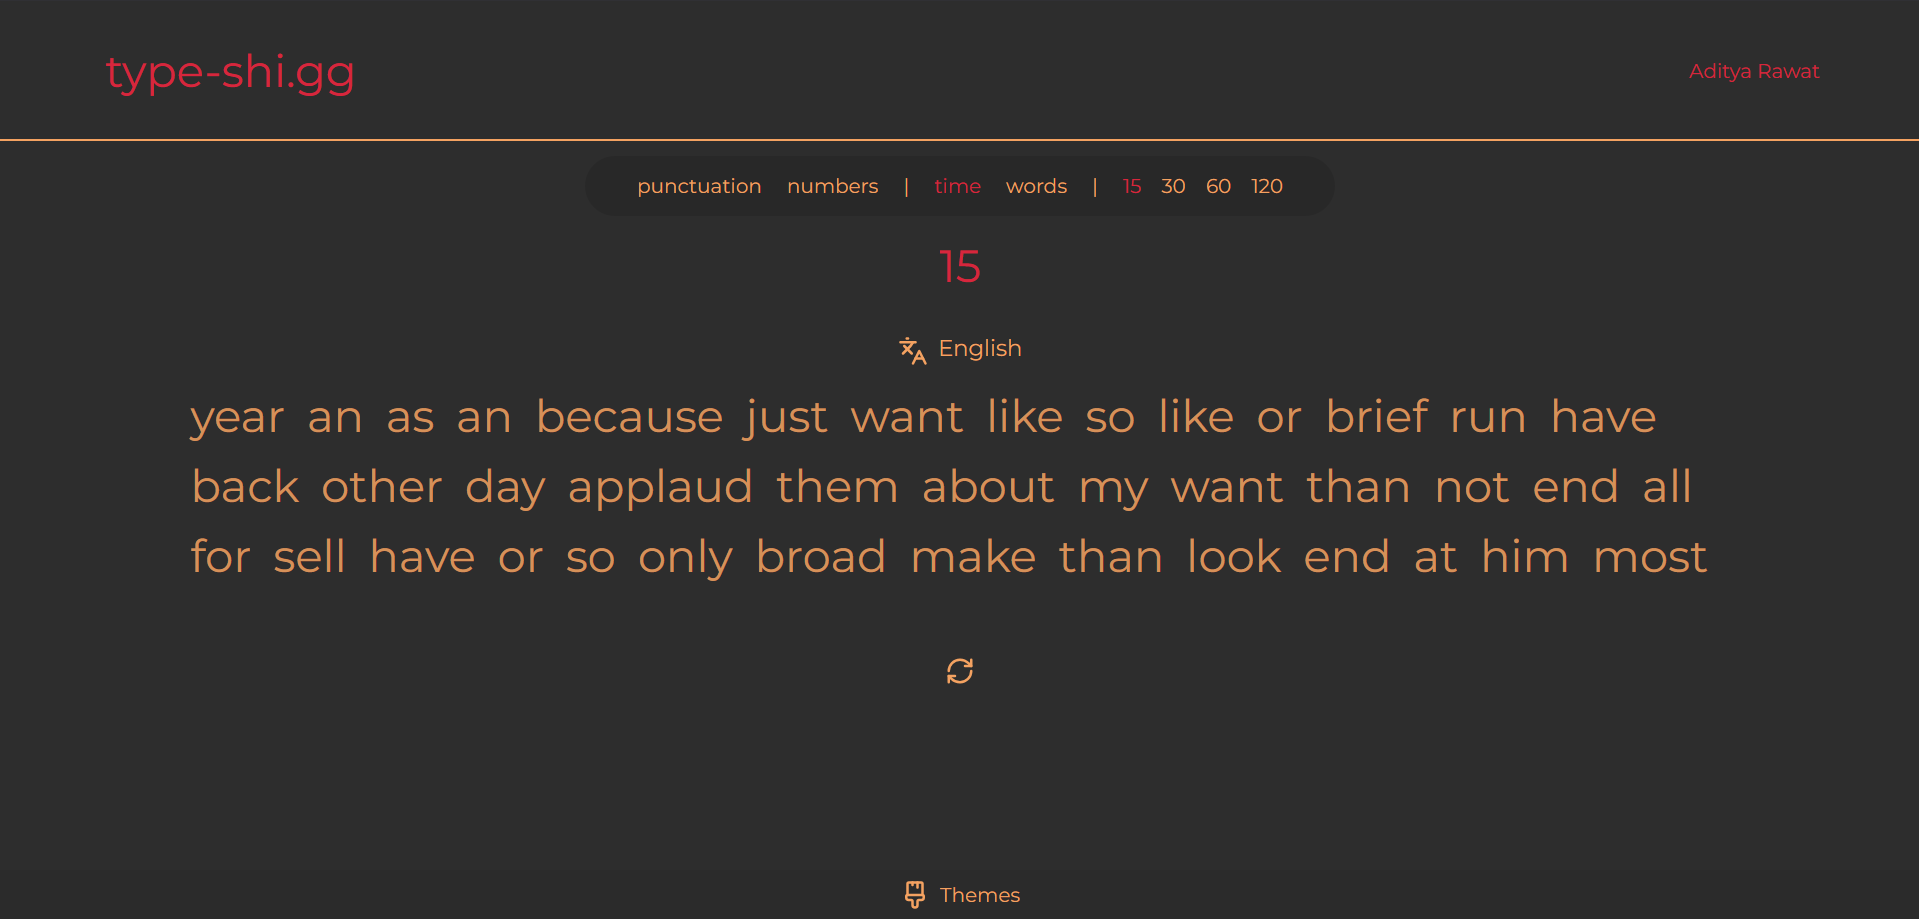 type-shi.gg
Aditya Rawat
punctuation numbers | time words | 15 30 60 120
15
English
year an as an because just want like so like or brief run have
back other day applaud them about my want than not end all
for sell have or so only broad make than look end at him most
Themes